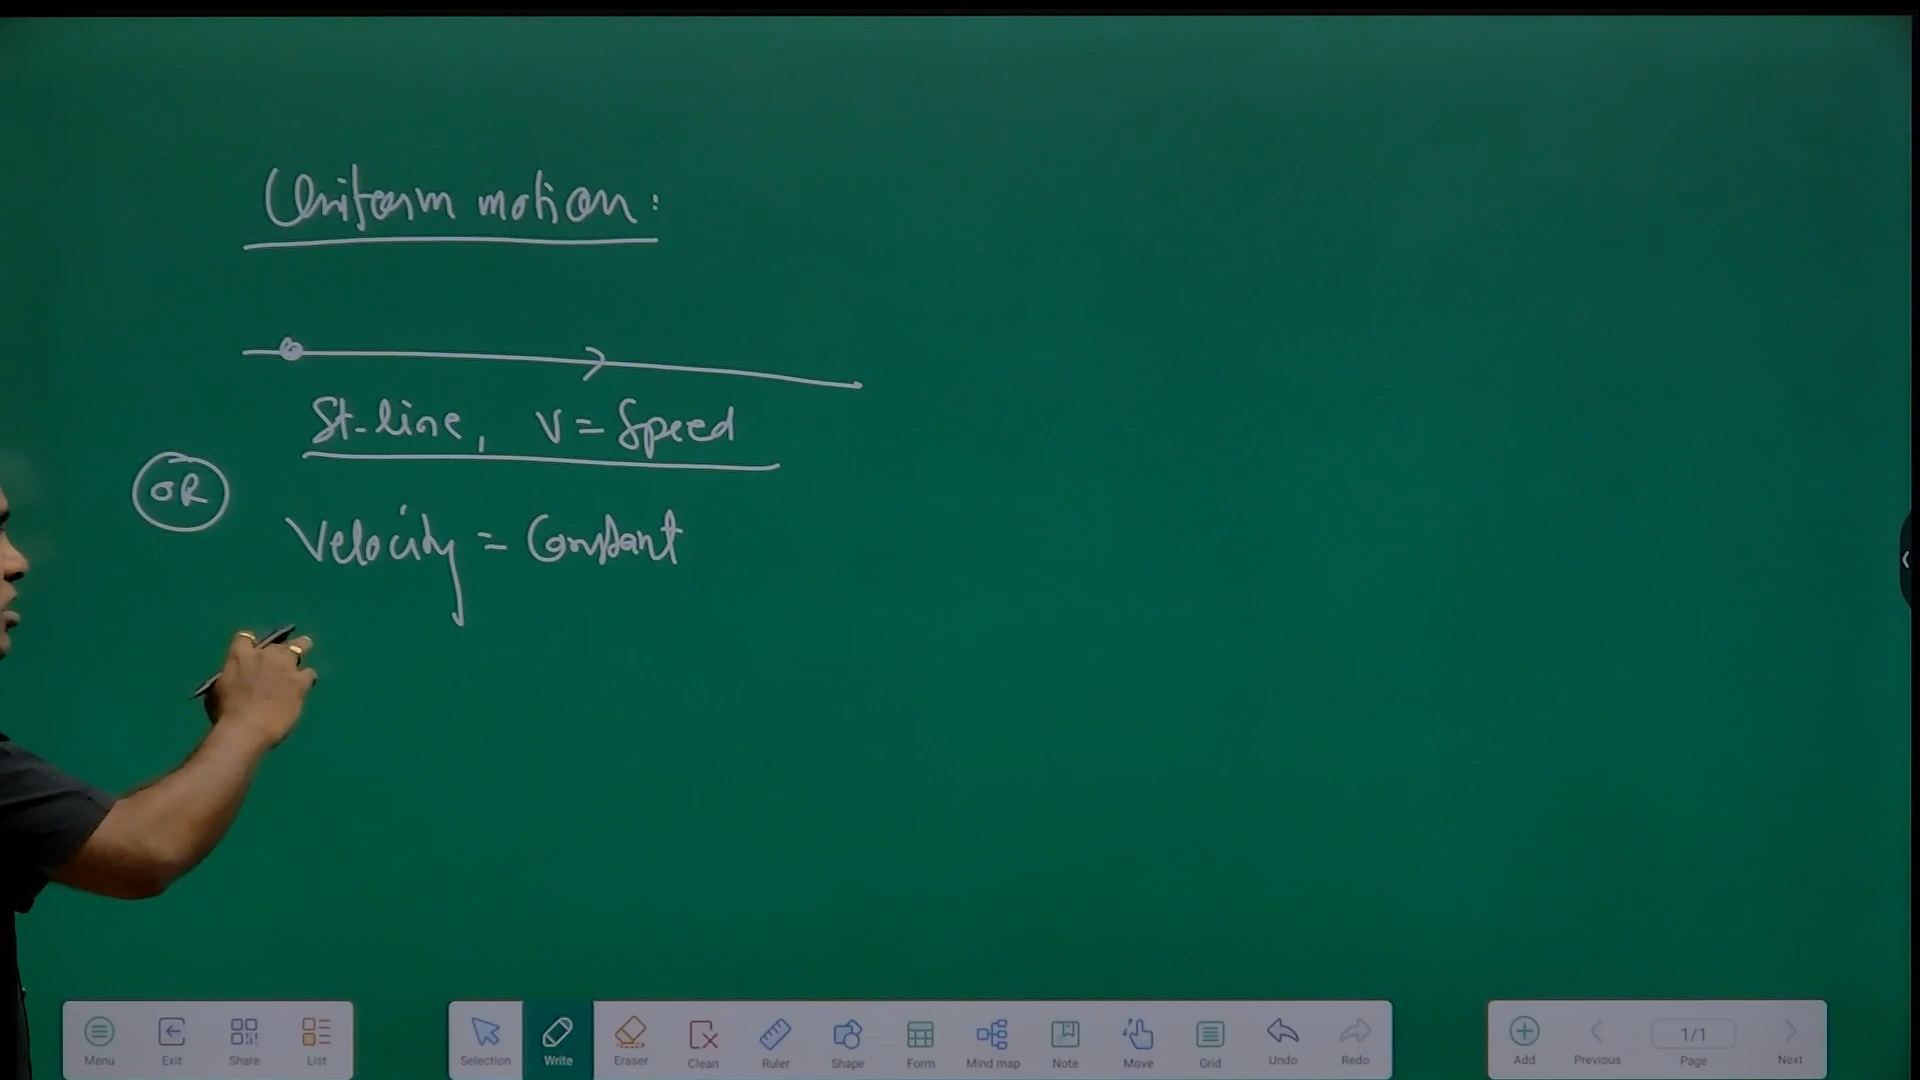 Uniform motion:
St-line, v = Speed
OR
Velocity = Constant
Menu Exit Share List Selection Write Eraser Clean Ruler Shape Form Mind map Note Move Grid Undo Redo Add Previous 1/1 Page Next